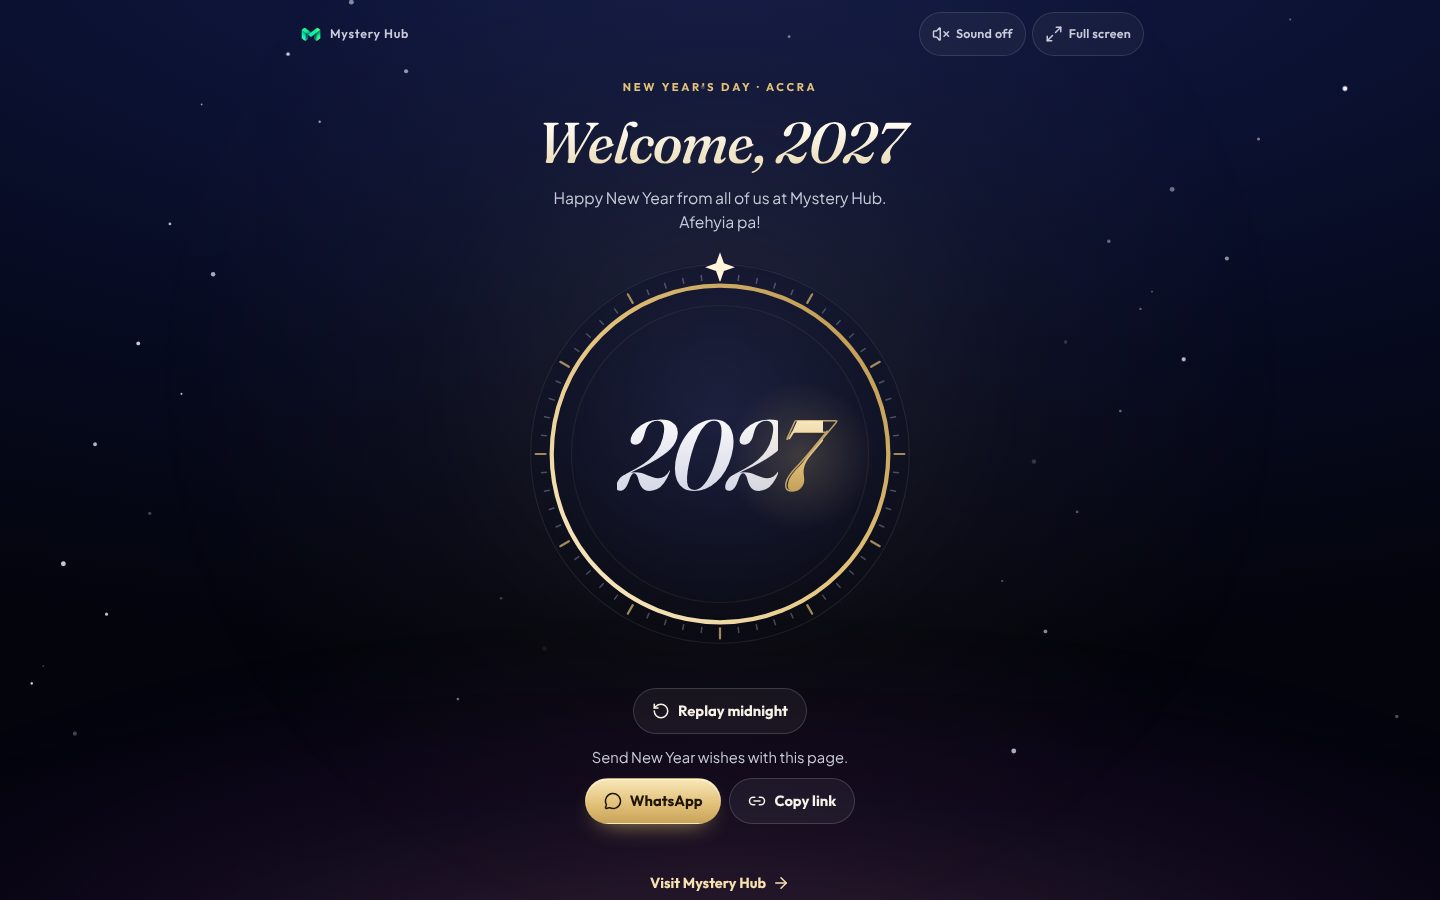 Mystery Hub
Sound off
Full screen
NEW YEAR'S DAY · ACCRA
Welcome, 2027
Happy New Year from all of us at Mystery Hub.
Afehyia pa!
2027
Replay midnight
Send New Year wishes with this page.
WhatsApp
Copy link
Visit Mystery Hub